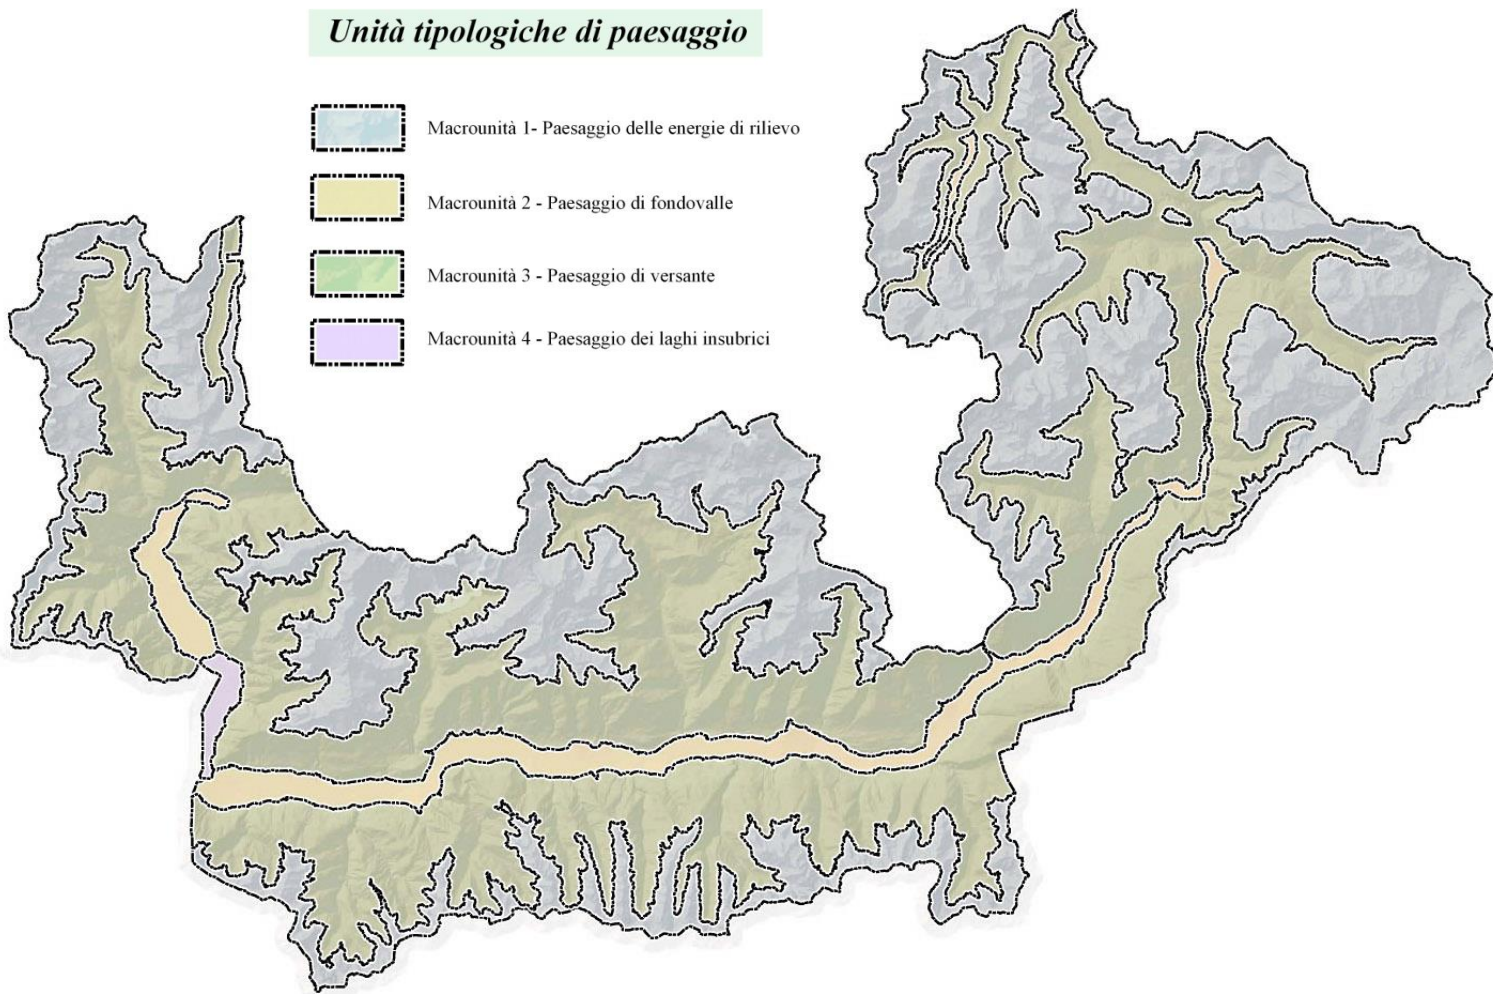 Unità tipologiche di paesaggio
Macrounità 1- Paesaggio delle energie di rilievo
Macrounità 2 - Paesaggio di fondovalle
Macrounità 3 - Paesaggio di versante
Macrounità 4 - Paesaggio dei laghi insubrici